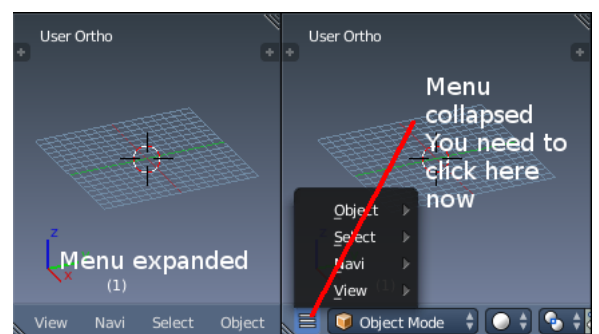 User Ortho
z
x
Menu expanded
(1)
View Navi Select Object
User Ortho
Menu
collapsed
You need to
click here
now
Object
Select
Navi
View
(1)
Object Mode